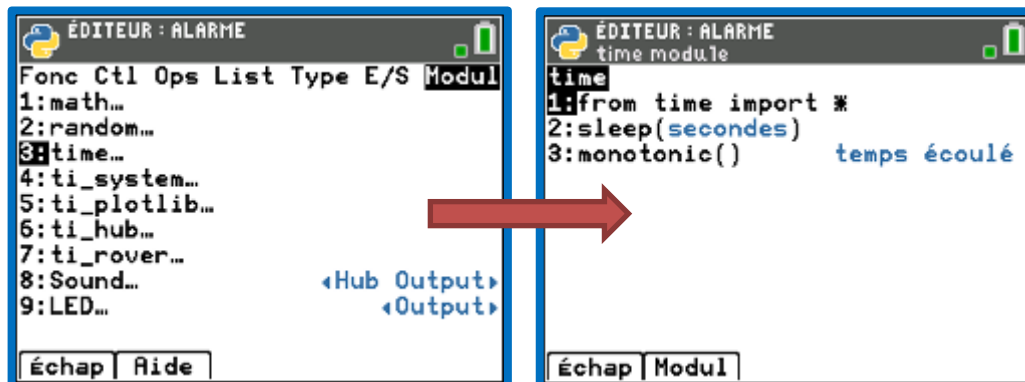 ÉDITEUR : ALARME
Fonc Ctl Ops List Type E/S Modul
1:math…
2:random…
3:time…
4:ti_system…
5:ti_plotlib…
6:ti_hub…
7:ti_rover…
8:Sound… ◂Hub Output▸
9:LED… ◂Output▸
Échap Aide
ÉDITEUR : ALARME
time module
time
1:from time import *
2:sleep(secondes)
3:monotonic() temps écoulé
Échap Modul